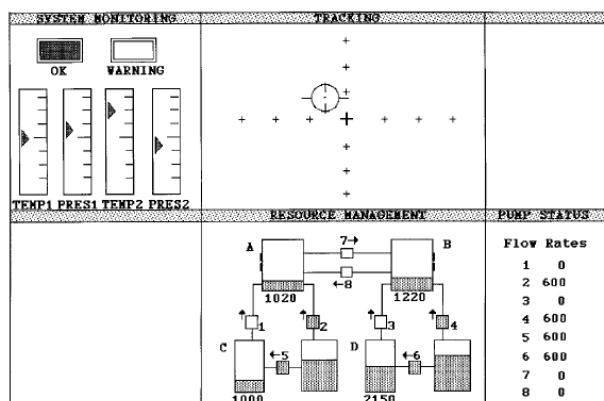 SYSTEM MONITORING
TRACKING
OK
WARNING
TEMP1 PRES1 TEMP2 PRES2
RESOURCE MANAGEMENT
PUMP STATUS
A
7
B
8
1020
1220
1
2
3
4
C
5
D
6
1000
2150
Flow Rates
1 0
2 600
3 0
4 600
5 600
6 600
7 0
8 0